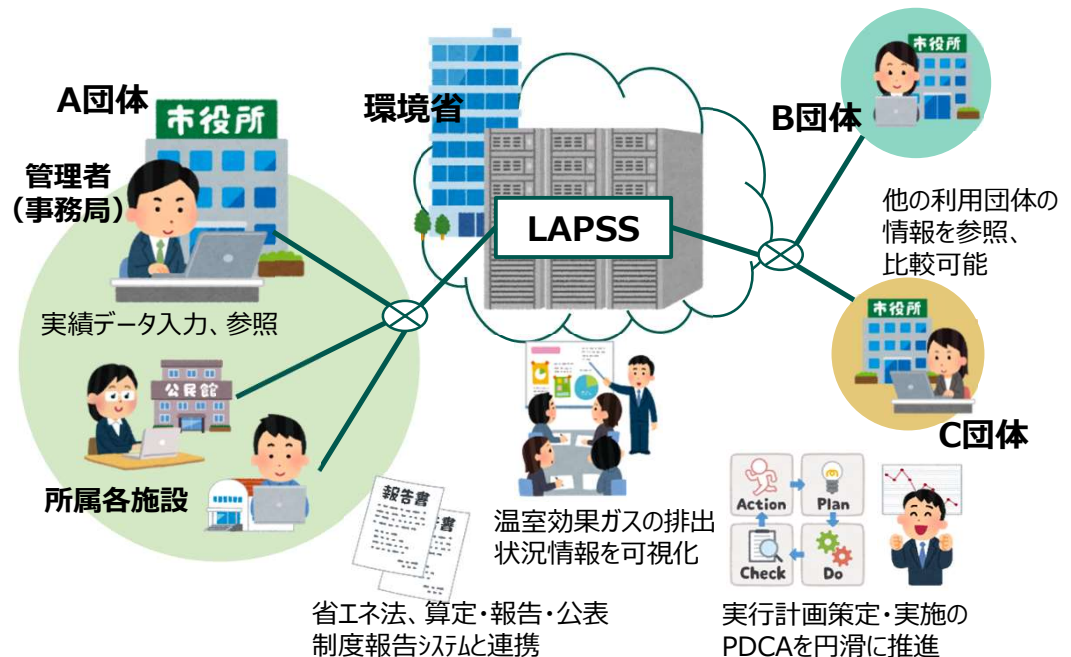 A団体
市役所
管理者
（事務局）
実績データ入力、参照
公民館
所属各施設
環境省
LAPSS
B団体
市役所
他の利用団体の
情報を参照、
比較可能
市役所
C団体
報告書
温室効果ガスの排出
状況情報を可視化
省エネ法、算定・報告・公表
制度報告システムと連携
Action
Plan
Check
Do
実行計画策定・実施の
PDCAを円滑に推進